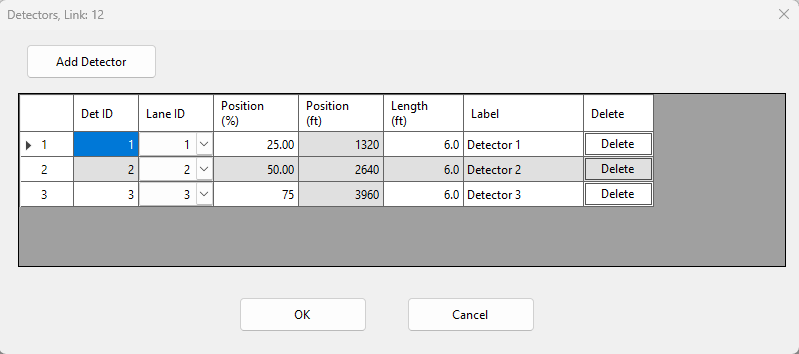 Detectors, Link: 12
Add Detector
Det ID Lane ID Position (%) Position (ft) Length (ft) Label Delete
1 1 1 25.00 1320 6.0 Detector 1 Delete
2 2 2 50.00 2640 6.0 Detector 2 Delete
3 3 3 75 3960 6.0 Detector 3 Delete
OK Cancel